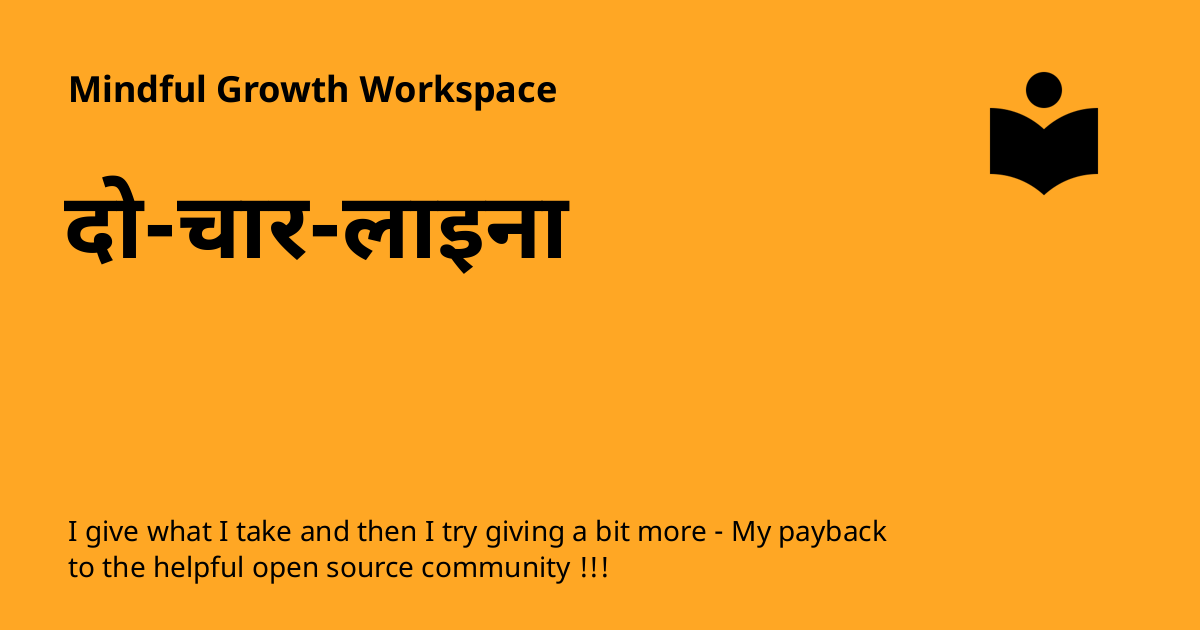 Mindful Growth Workspace
दो-चार-लाइना
I give what I take and then I try giving a bit more - My payback
to the helpful open source community !!!